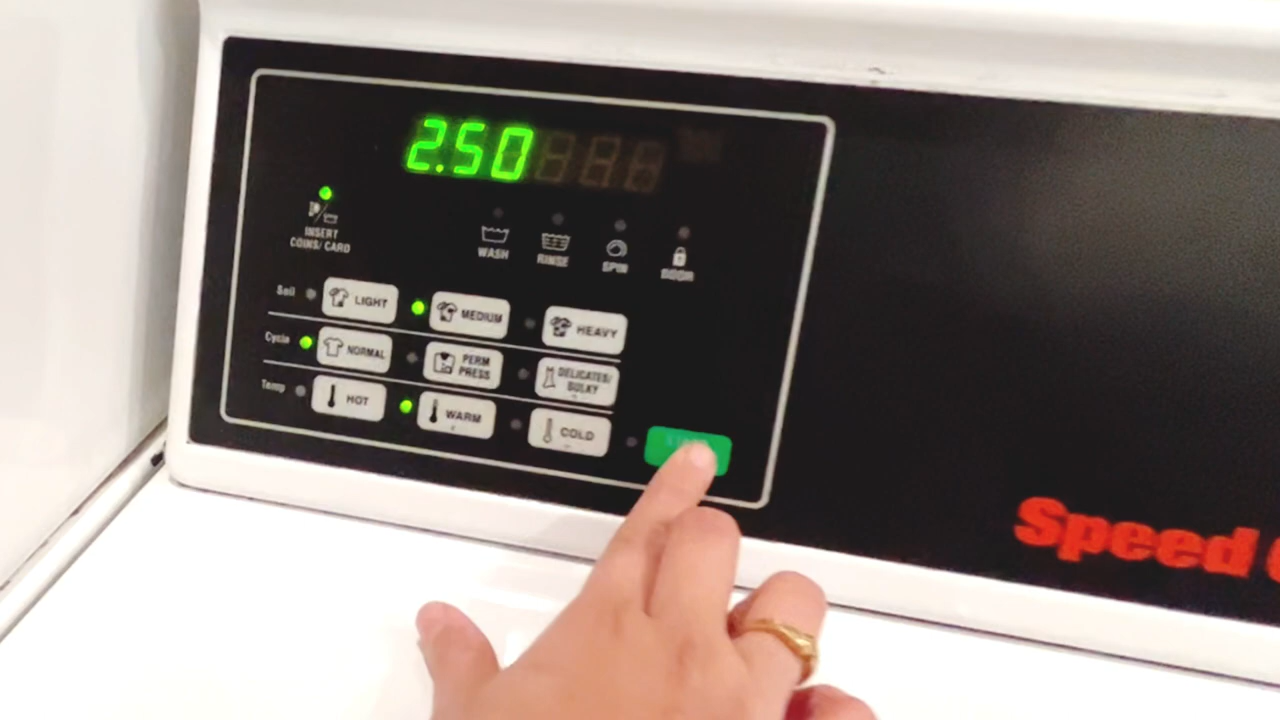 2.50
INSERT
COINS/ CARD
WASH
RINSE
SPIN
DOOR
Soil
LIGHT
MEDIUM
HEAVY
Cycle
NORMAL
PERM
PRESS
DELICATES/
BULKY
Temp
HOT
WARM
COLD
Speed